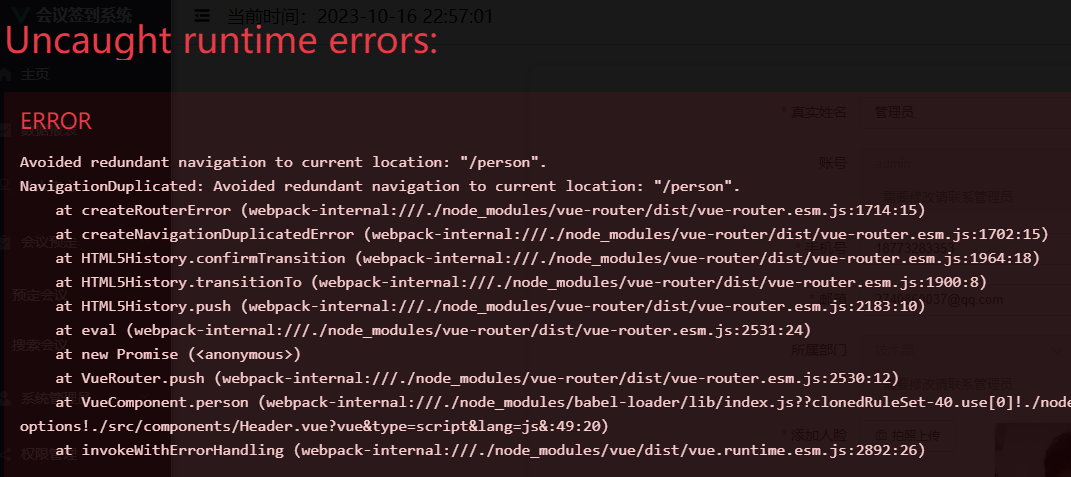 会议签到系统
当前时间：2023-10-16 22:57:01
Uncaught runtime errors:
主页
ERROR
真实姓名 管理员
Avoided redundant navigation to current location: "/person".
账号
NavigationDuplicated: Avoided redundant navigation to current location: "/person".
at createRouterError (webpack-internal:///./node_modules/vue-router/dist/vue-router.esm.js:1714:15)
at createNavigationDuplicatedError (webpack-internal:///./node_modules/vue-router/dist/vue-router.esm.js:1702:15)
会议预定
at HTML5History.confirmTransition (webpack-internal:///./node_modules/vue-router/dist/vue-router.esm.js:1964:18)
at HTML5History.transitionTo (webpack-internal:///./node_modules/vue-router/dist/vue-router.esm.js:1900:8)
预定会议
at HTML5History.push (webpack-internal:///./node_modules/vue-router/dist/vue-router.esm.js:2183:10)
at eval (webpack-internal:///./node_modules/vue-router/dist/vue-router.esm.js:2531:24)
搜索会议
所属部门
at new Promise (<anonymous>)
at VueRouter.push (webpack-internal:///./node_modules/vue-router/dist/vue-router.esm.js:2530:12)
at VueComponent.person (webpack-internal:///./node_modules/babel-loader/lib/index.js??clonedRuleSet-40.use[0]!./node
options!./src/components/Header.vue?vue&type=script&lang=js&:49:20)
添加人脸 拍照上传
at invokeWithErrorHandling (webpack-internal:///./node_modules/vue/dist/vue.runtime.esm.js:2892:26)
权限管理